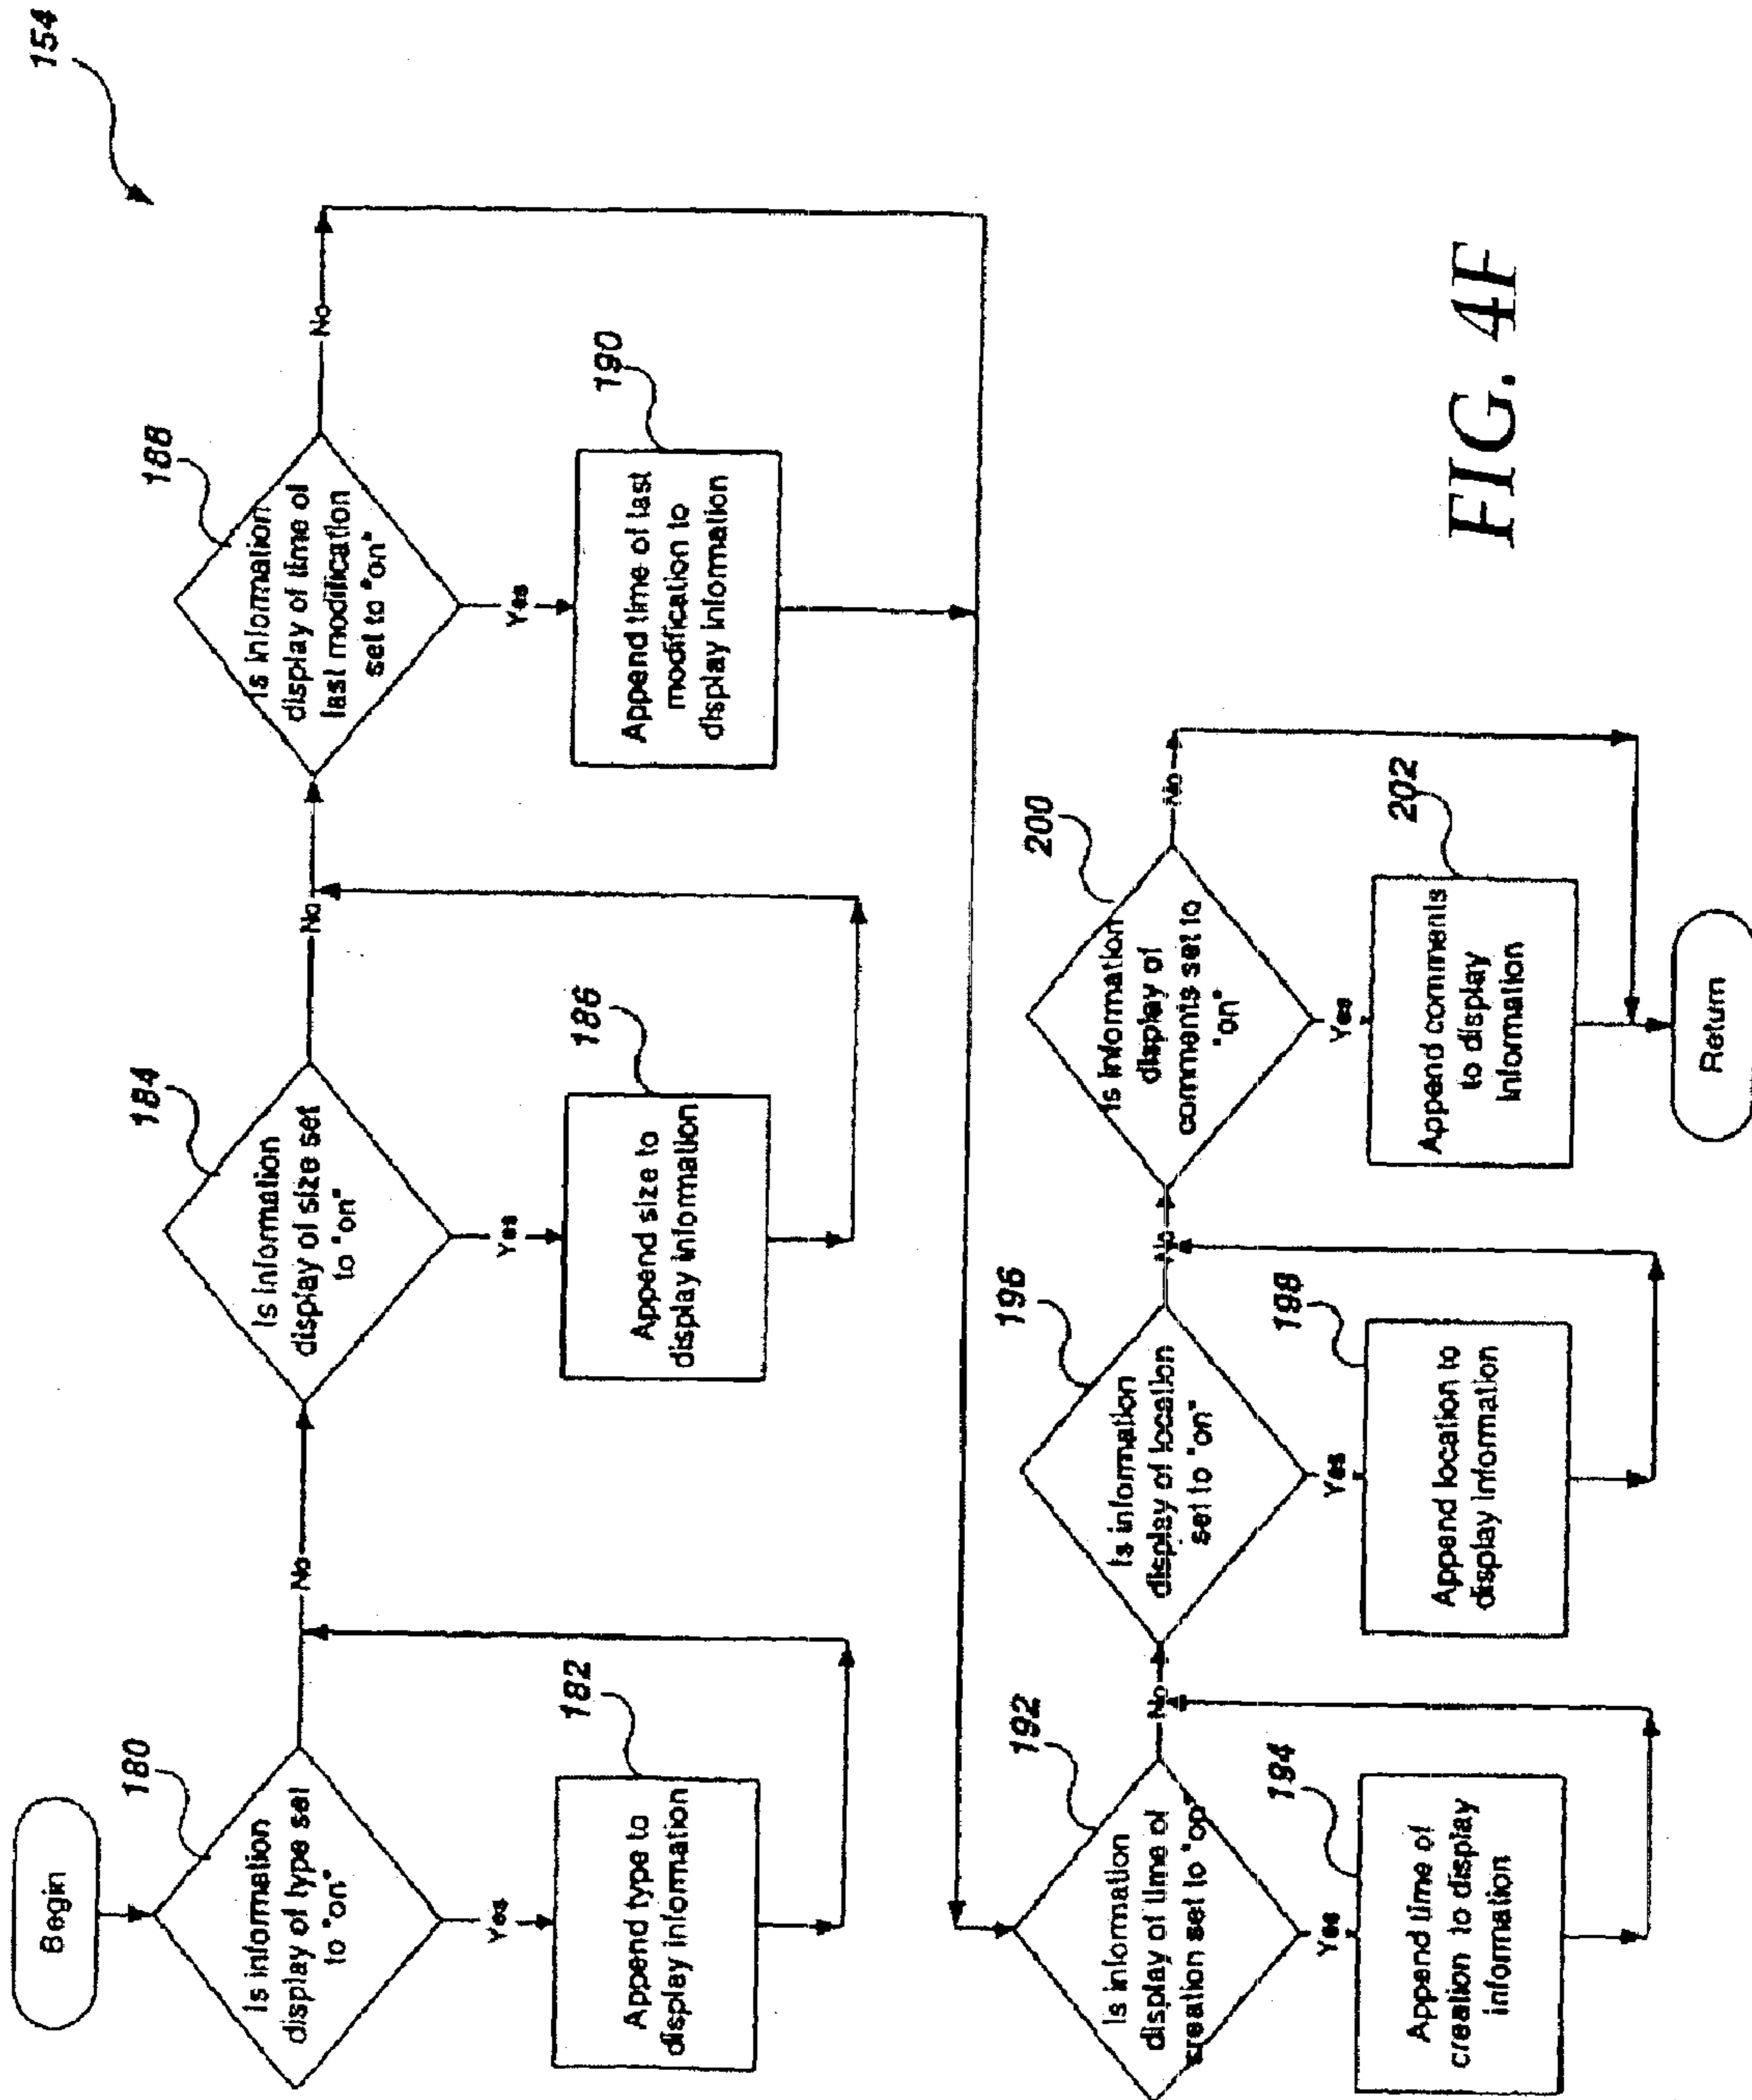 154
Begin
180
Is information
display of type set
to "on"
No
Yes
182
Append type to
display information
184
Is information
display of size set
to "on"
No
Yes
186
Append size to
display information
188
Is information
display of time of
last modification
set to "on"
No
Yes
190
Append time of last
modification to
display information
192
Is information
display of time of
creation set to "on"
No
Yes
194
Append time of
creation to display
information
196
Is information
display of location
set to "on"
No
Yes
198
Append location to
display information
200
Is information
display of
comments set to
"on"
No
Yes
202
Append comments
to display
information
Return
FIG. 4F